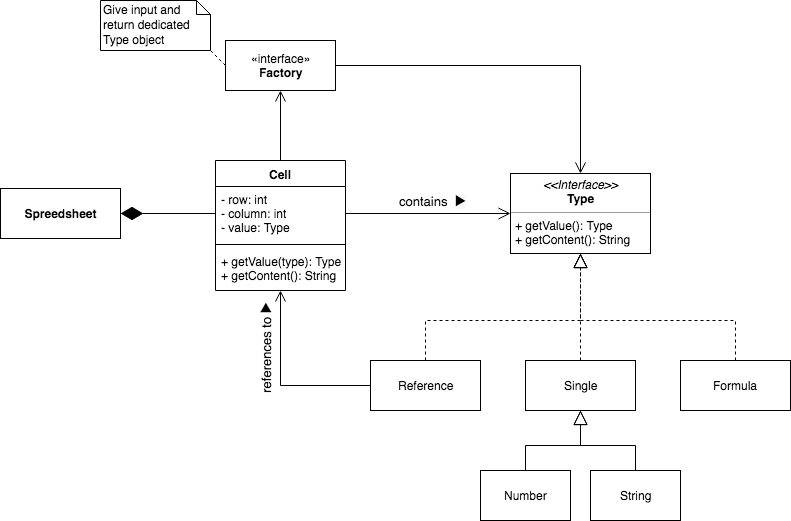 Give input and
return dedicated
Type object
«interface»
Factory
Cell
- row: int
- column: int
- value: Type
+ getValue(type): Type
+ getContent(): String
Spreedsheet
contains ▶
<<Interface>>
Type
+ getValue(): Type
+ getContent(): String
references to ▶
Reference
Single
Formula
Number
String